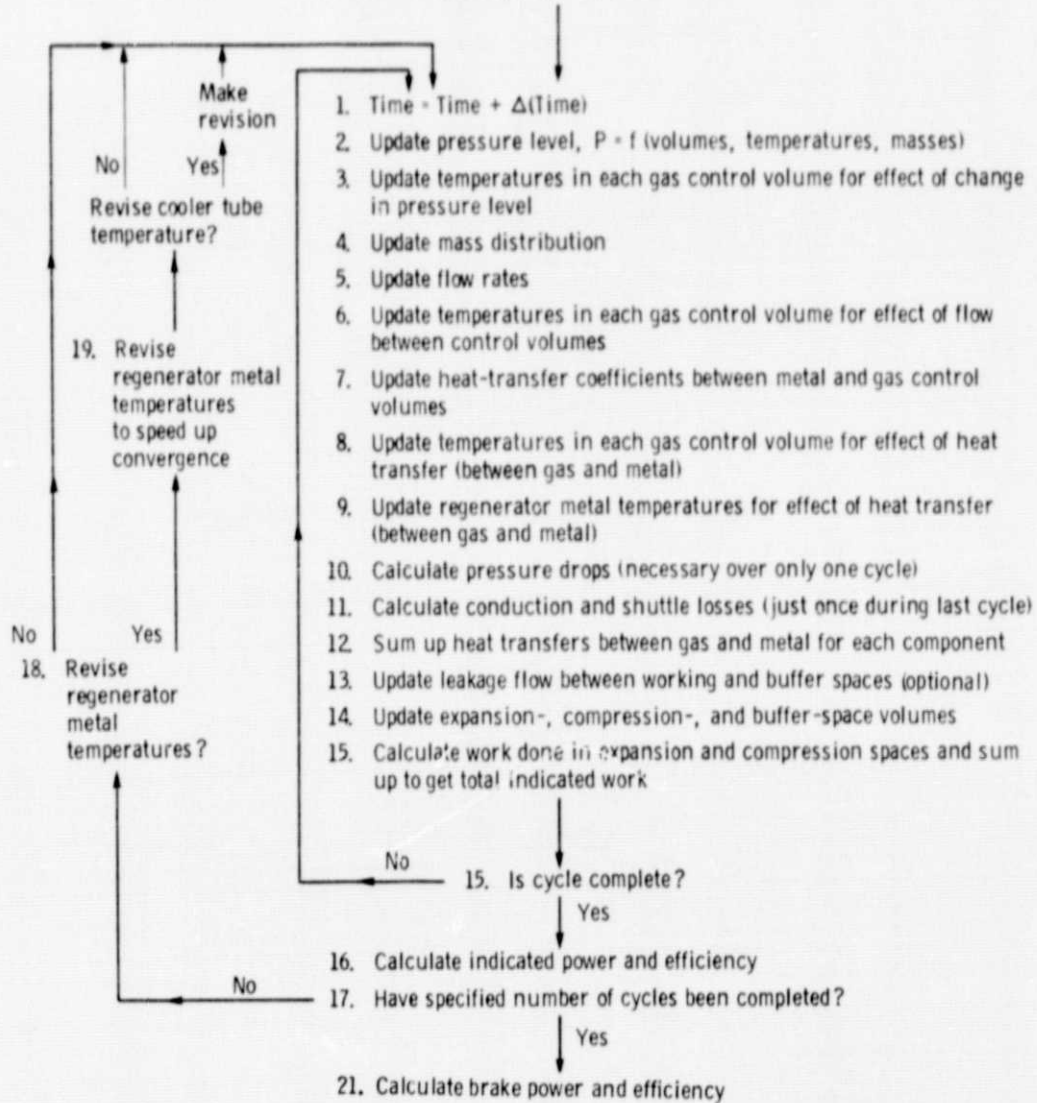 Make
revision
No
Yes
Revise cooler tube
temperature?
19. Revise
regenerator metal
temperatures
to speed up
convergence
No
Yes
18. Revise
regenerator
metal
temperatures?
1. Time = Time + Δ(Time)
2. Update pressure level, P = f (volumes, temperatures, masses)
3. Update temperatures in each gas control volume for effect of change
in pressure level
4. Update mass distribution
5. Update flow rates
6. Update temperatures in each gas control volume for effect of flow
between control volumes
7. Update heat-transfer coefficients between metal and gas control
volumes
8. Update temperatures in each gas control volume for effect of heat
transfer (between gas and metal)
9. Update regenerator metal temperatures for effect of heat transfer
(between gas and metal)
10. Calculate pressure drops (necessary over only one cycle)
11. Calculate conduction and shuttle losses (just once during last cycle)
12. Sum up heat transfers between gas and metal for each component
13. Update leakage flow between working and buffer spaces (optional)
14. Update expansion-, compression-, and buffer-space volumes
15. Calculate work done in expansion and compression spaces and sum
up to get total indicated work
No
15. Is cycle complete?
Yes
16. Calculate indicated power and efficiency
No
17. Have specified number of cycles been completed?
Yes
21. Calculate brake power and efficiency